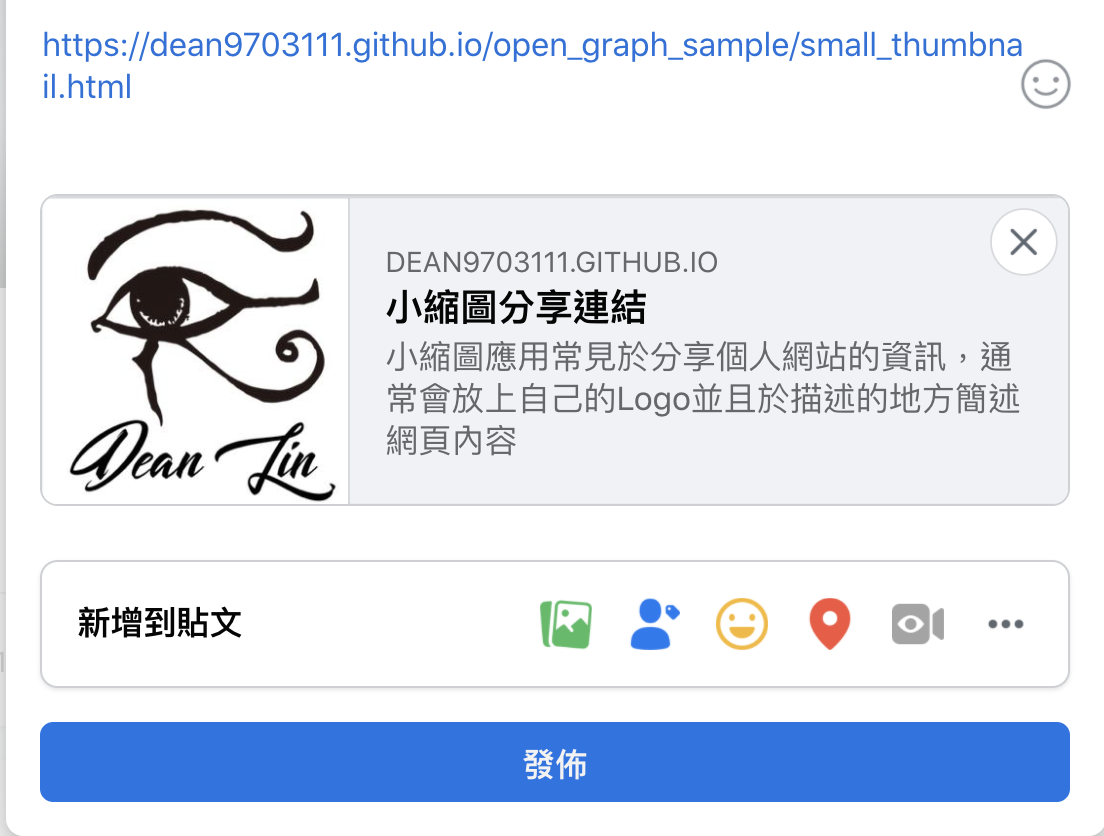 https://dean9703111.github.io/open_graph_sample/small_thumbna
il.html
DEAN9703111.GITHUB.IO
小縮圖分享連結
小縮圖應用常見於分享個人網站的資訊，通
常會放上自己的Logo並且於描述的地方簡述
網頁內容
Dean Lin
新增到貼文
發佈